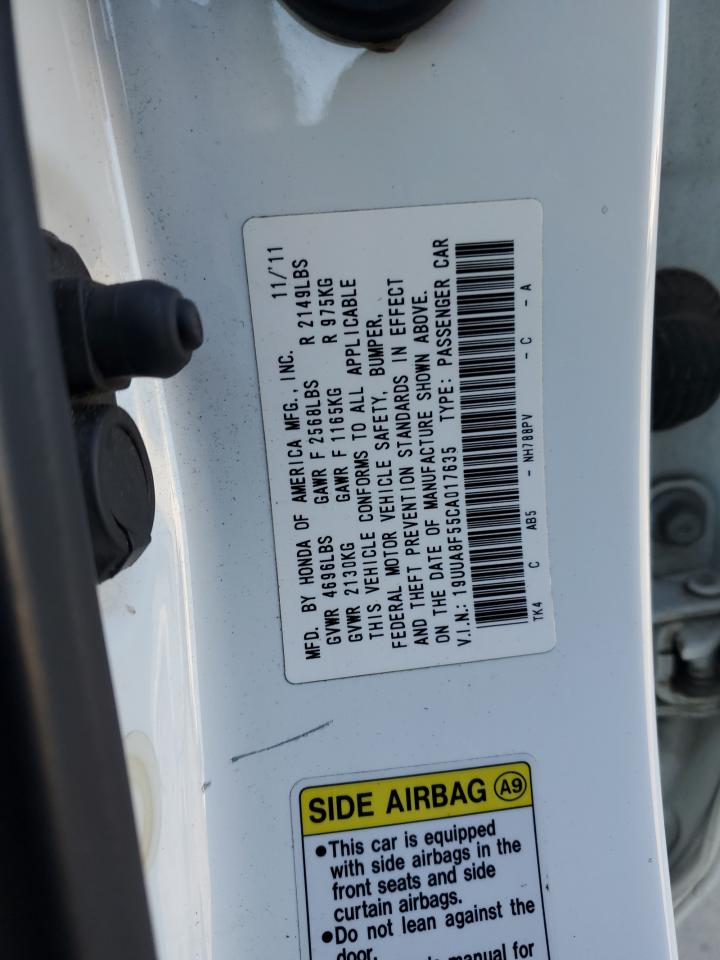 MFD. BY HONDA OF AMERICA MFG., INC. 11/'11
GVWR 4696LBS GAWR F 2568LBS R 2149LBS
GVWR 2130KG GAWR F 1165KG R 975KG
THIS VEHICLE CONFORMS TO ALL APPLICABLE
FEDERAL MOTOR VEHICLE SAFETY, BUMPER,
AND THEFT PREVENTION STANDARDS IN EFFECT
ON THE DATE OF MANUFACTURE SHOWN ABOVE.
V.I.N.: 19UUA8F55CA017635 TYPE: PASSENGER CAR
TK4 C AB5 - NH788PV - C - A
SIDE AIRBAG A9
•This car is equipped
with side airbags in the
front seats and side
curtain airbags.
•Do not lean against the
door.
manual for